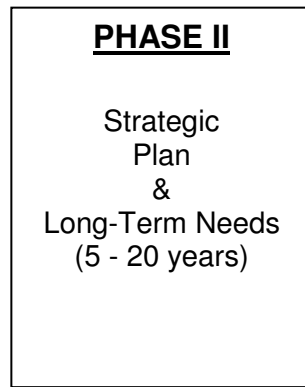 PHASE II
Strategic
Plan
&
Long-Term Needs
(5 - 20 years)